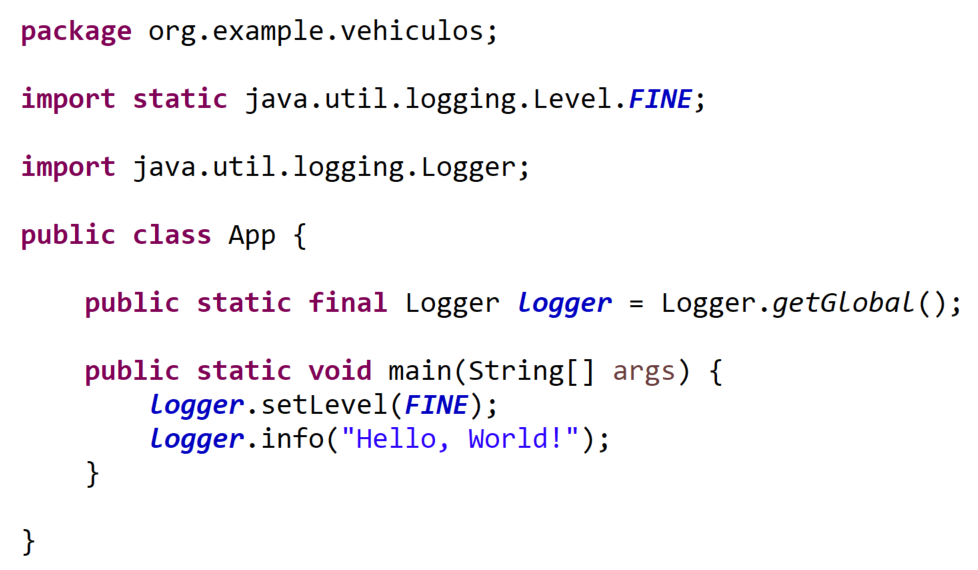 package org.example.vehiculos;
import static java.util.logging.Level.FINE;
import java.util.logging.Logger;
public class App {
public static final Logger logger = Logger.getGlobal();
public static void main(String[] args) {
logger.setLevel(FINE);
logger.info("Hello, World!");
}
}